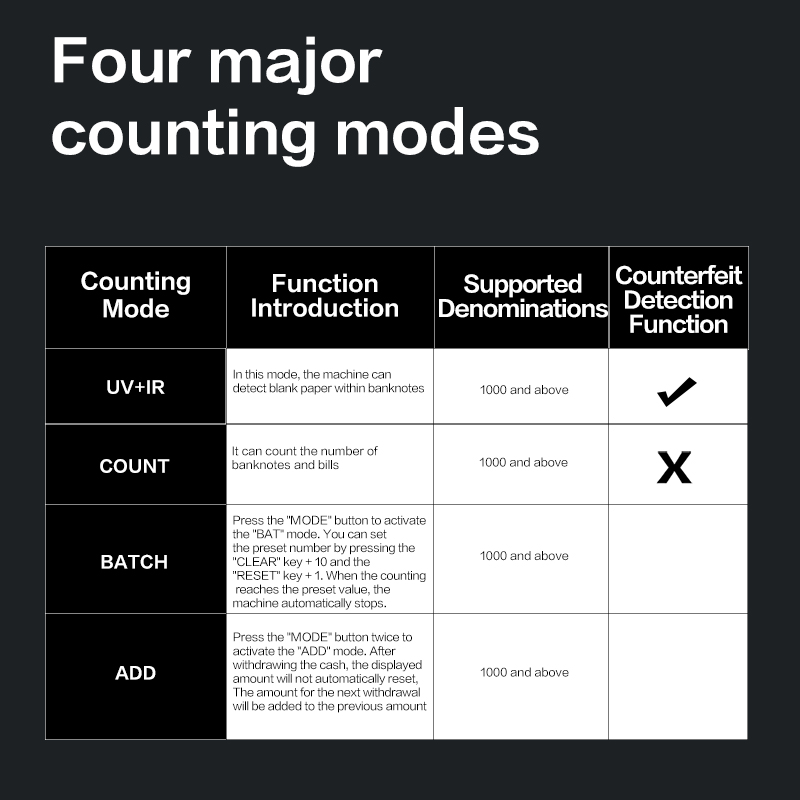 Four major
counting modes
Counting
Mode
Function
Introduction
Supported
Denominations
Counterfeit
Detection
Function
UV+IR
In this mode, the machine can
detect blank paper within banknotes
1000 and above
COUNT
It can count the number of
banknotes and bills
1000 and above
X
BATCH
Press the "MODE" button to activate
the "BAT" mode. You can set
the preset number by pressing the
"CLEAR" key + 10 and the
"RESET" key + 1. When the counting
reaches the preset value, the
machine automatically stops.
1000 and above
ADD
Press the "MODE" button twice to
activate the "ADD" mode. After
withdrawing the cash, the displayed
amount will not automatically reset,
The amount for the next withdrawal
will be added to the previous amount
1000 and above